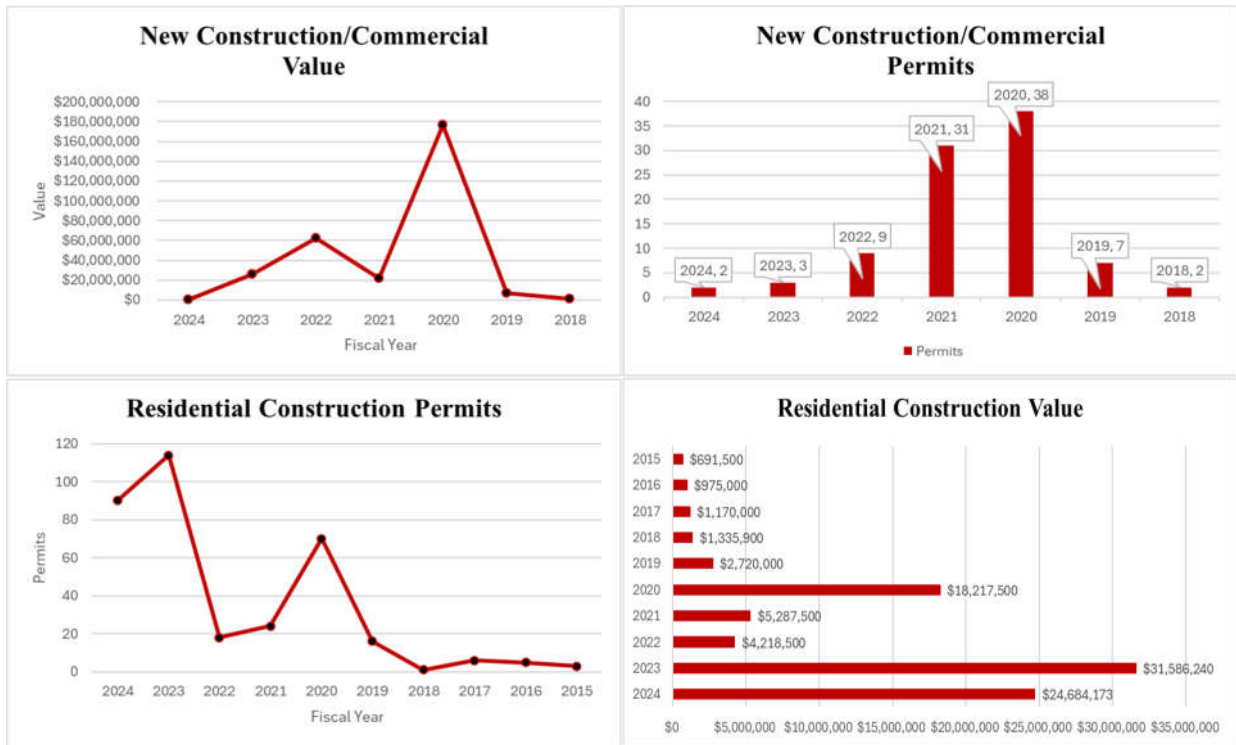 New Construction/Commercial
Value
$200,000,000
$180,000,000
$160,000,000
$140,000,000
$120,000,000
$100,000,000
$80,000,000
$60,000,000
$40,000,000
$20,000,000
$0
Value
2024 2023 2022 2021 2020 2019 2018
Fiscal Year
New Construction/Commercial
Permits
40
35
30
25
20
15
10
5
0
2024, 2
2023, 3
2022, 9
2021, 31
2020, 38
2019, 7
2018, 2
2024 2023 2022 2021 2020 2019 2018
Permits
Residential Construction Permits
120
100
80
60
40
20
0
Permits
2024 2023 2022 2021 2020 2019 2018 2017 2016 2015
Fiscal Year
Residential Construction Value
2015 $691,500
2016 $975,000
2017 $1,170,000
2018 $1,335,900
2019 $2,720,000
2020 $18,217,500
2021 $5,287,500
2022 $4,218,500
2023 $31,586,240
2024 $24,684,173
$0 $5,000,000 $10,000,000 $15,000,000 $20,000,000 $25,000,000 $30,000,000 $35,000,000